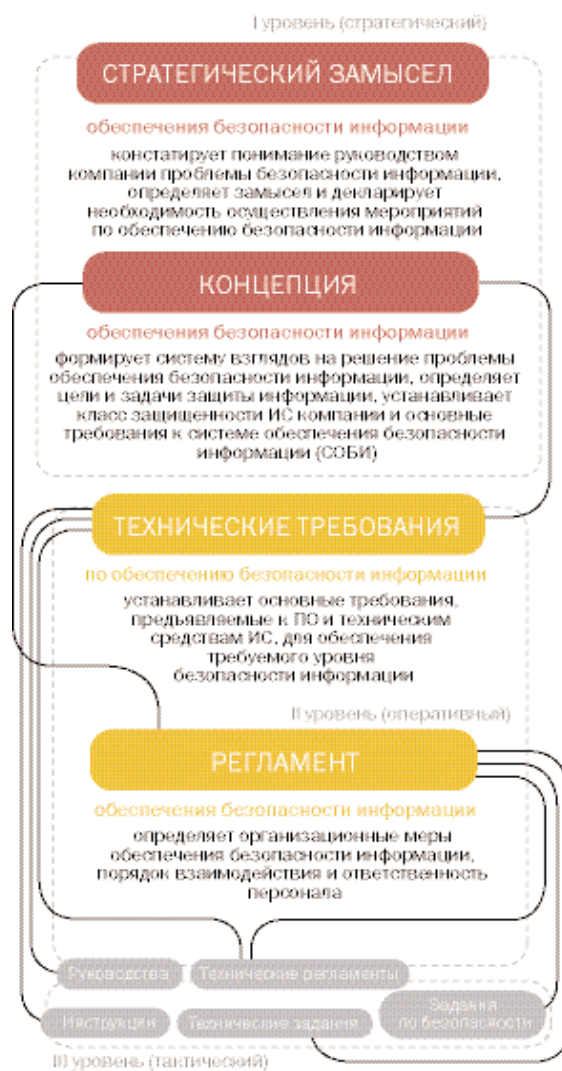 I уровень (стратегический)
СТРАТЕГИЧЕСКИЙ ЗАМЫСЕЛ
обеспечения безопасности информации
констатирует понимание руководством
компании проблемы безопасности информации,
определяет замысел и декларирует
необходимость осуществления мероприятий
по обеспечению безопасности информации
КОНЦЕПЦИЯ
обеспечения безопасности информации
формирует систему взглядов на решение проблемы
обеспечения безопасности информации, определяет
цели и задачи защиты информации, устанавливает
класс защищенности ИС компании и основные
требования к системе обеспечения безопасности
информации (СОБИ)
ТЕХНИЧЕСКИЕ ТРЕБОВАНИЯ
по обеспечению безопасности информации
устанавливает основные требования,
предъявляемые к ПО и техническим
средствам ИС, для обеспечения
требуемого уровня
безопасности информации
II уровень (оперативный)
РЕГЛАМЕНТ
обеспечения безопасности информации
определяет организационные меры
обеспечения безопасности информации,
порядок взаимодействия и ответственность
персонала
Руководства
Технические регламенты
Инструкции
Технические задания
Задания
по безопасности
III уровень (тактический)